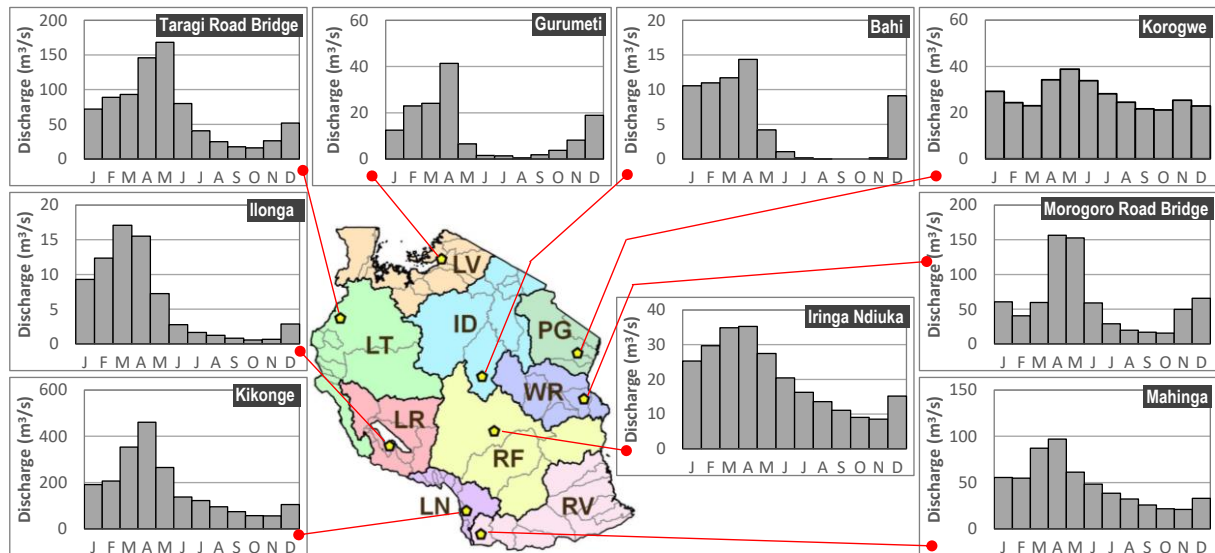 Taragi Road Bridge
Discharge (m³/s)
200
150
100
50
0
J F M A M J J A S O N D
Gurumeti
Discharge (m³/s)
60
40
20
0
J F M A M J J A S O N D
Bahi
Discharge (m³/s)
20
15
10
5
0
J F M A M J J A S O N D
Korogwe
Discharge (m³/s)
60
40
20
0
J F M A M J J A S O N D
Ilonga
Discharge (m³/s)
20
15
10
5
0
J F M A M J J A S O N D
Morogoro Road Bridge
Discharge (m³/s)
200
150
100
50
0
J F M A M J J A S O N D
Iringa Ndiuka
Discharge (m³/s)
40
30
20
10
0
J F M A M J J A S O N D
Kikonge
Discharge (m³/s)
600
400
200
0
J F M A M J J A S O N D
Mahinga
Discharge (m³/s)
150
100
50
0
J F M A M J J A S O N D
LV
ID
PG
LT
WR
LR
RF
LN
RV